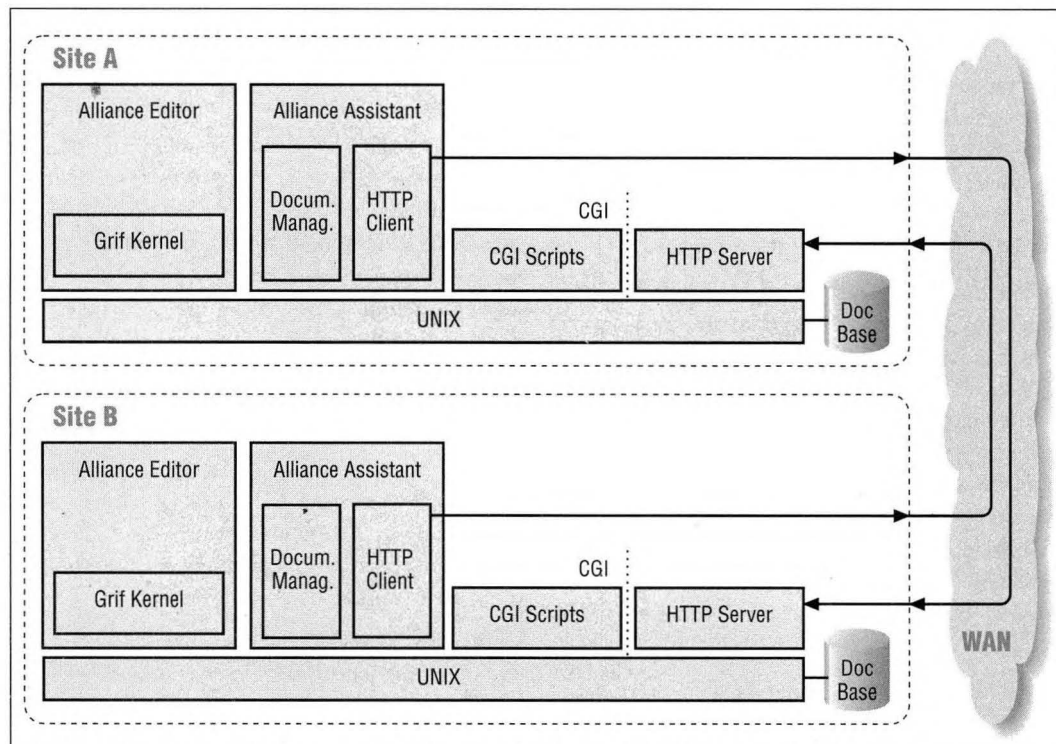 Site A
Alliance Editor
Grif Kernel
Alliance Assistant
Docum.
Manag.
HTTP
Client
CGI
CGI Scripts
HTTP Server
UNIX
Doc
Base
Site B
Alliance Editor
Grif Kernel
Alliance Assistant
Docum.
Manag.
HTTP
Client
CGI
CGI Scripts
HTTP Server
UNIX
Doc
Base
WAN